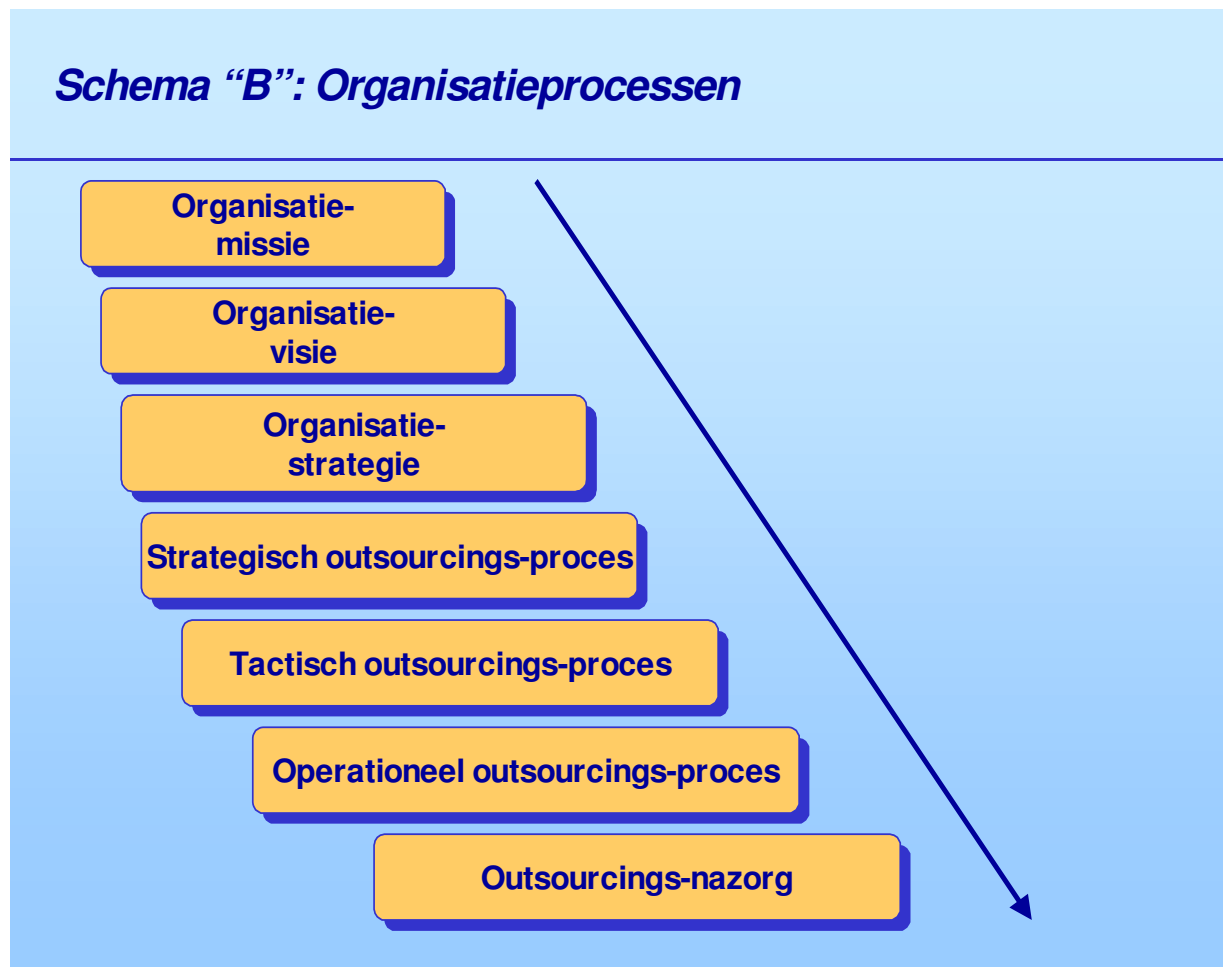 Schema “B”: Organisatieprocessen
Organisatie-
missie
Organisatie-
visie
Organisatie-
strategie
Strategisch outsourcings-proces
Tactisch outsourcings-proces
Operationeel outsourcings-proces
Outsourcings-nazorg